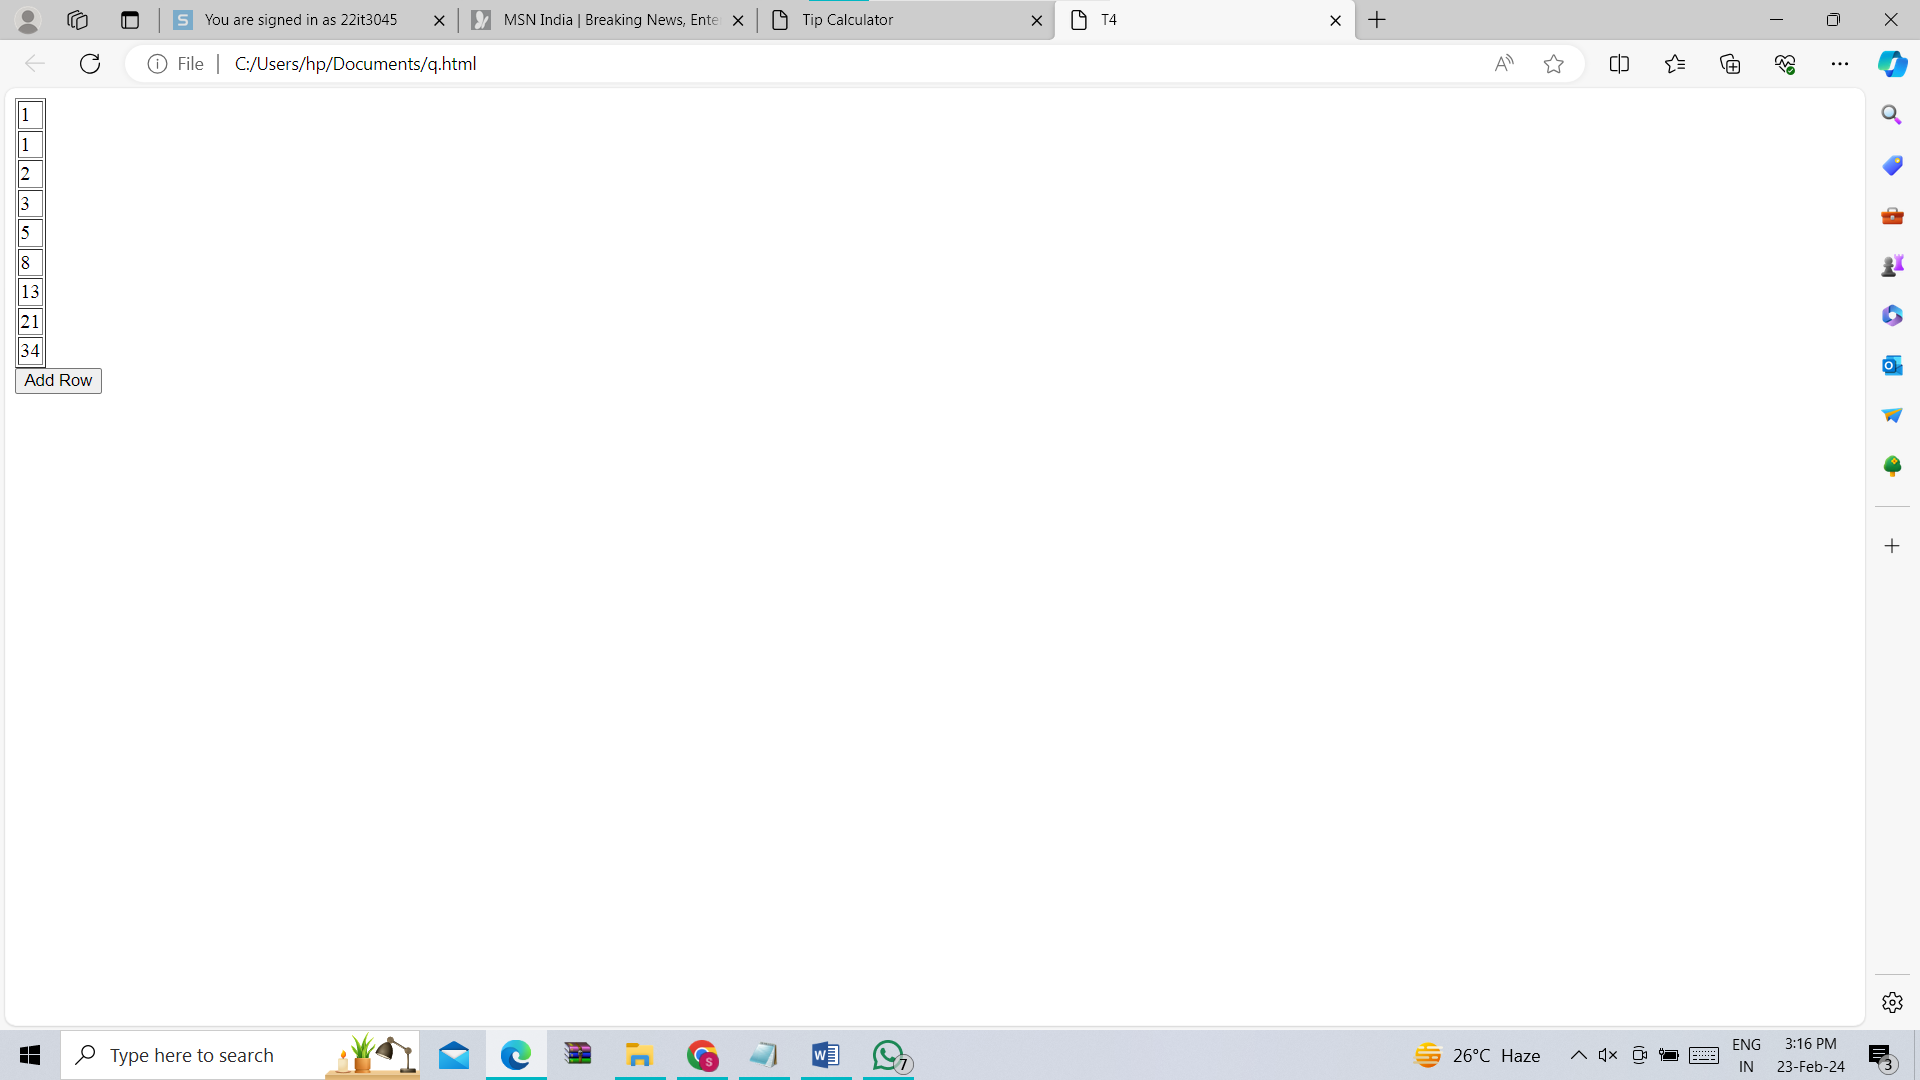 You are signed in as 22it3045
MSN India | Breaking News, Ente
Tip Calculator
T4
File
C:/Users/hp/Documents/q.html
1
1
2
3
5
8
13
21
34
Add Row
Type here to search
7
26°C Haze
ENG
IN
3:16 PM
23-Feb-24
3